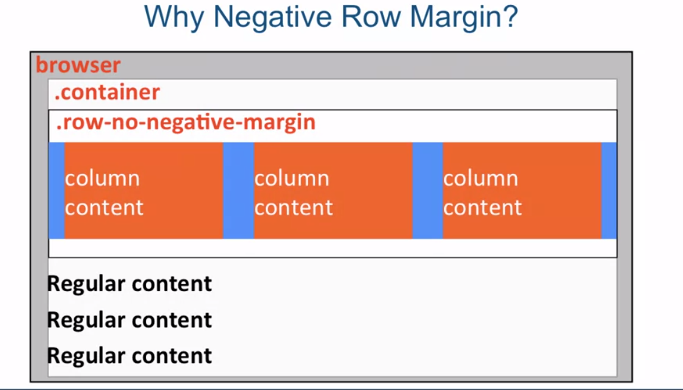 Why Negative Row Margin?
browser
.container
.row-no-negative-margin
column
content
column
content
column
content
Regular content
Regular content
Regular content